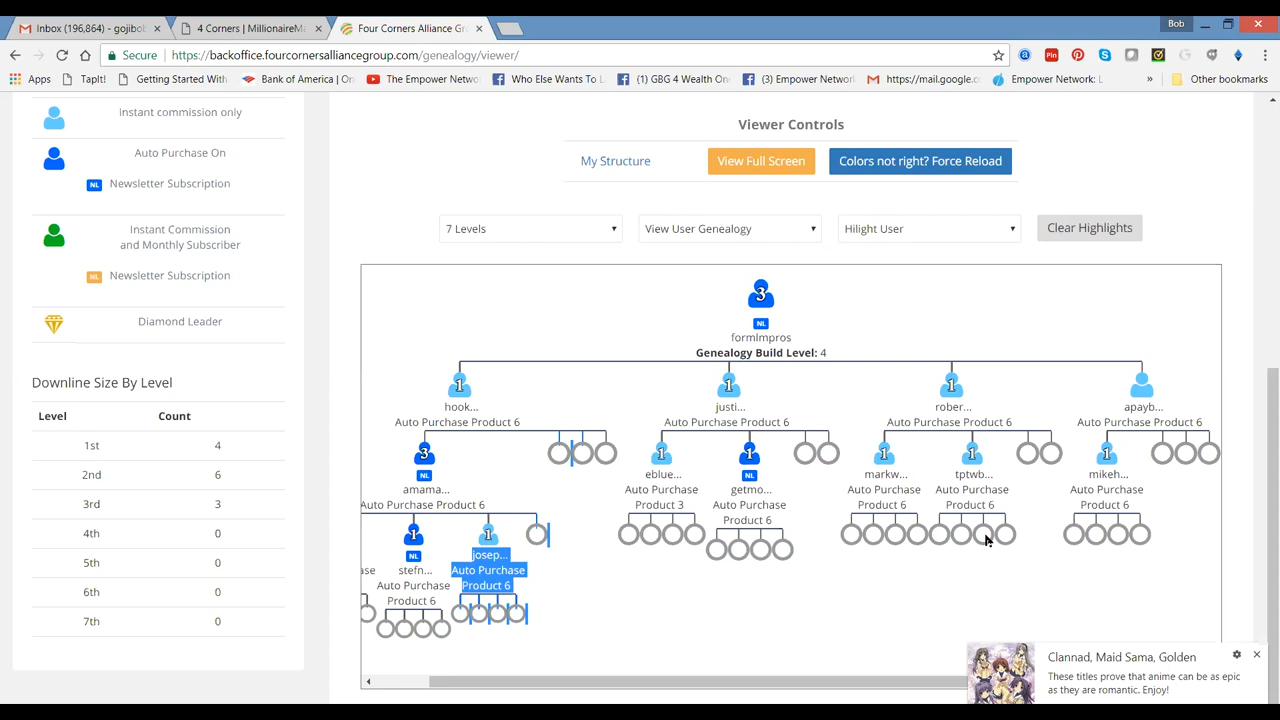 Inbox (196,864) - gojibob
4 Corners | MillionaireMa
Four Corners Alliance Gro
Bob
Secure
https://backoffice.fourcornersalliancegroup.com/genealogy/viewer/
Apps
TapIt!
Getting Started With
Bank of America | On
The Empower Netwo
Who Else Wants To L
(1) GBG 4 Wealth Cre
(3) Empower Network
https://mail.google.c
Empower Network: L
»
Other bookmarks
Instant commission only
Auto Purchase On
NL Newsletter Subscription
Instant Commission
and Monthly Subscriber
NL Newsletter Subscription
Diamond Leader
Downline Size By Level
Level Count
1st 4
2nd 6
3rd 3
4th 0
5th 0
6th 0
7th 0
Viewer Controls
My Structure
View Full Screen
Colors not right? Force Reload
7 Levels
View User Genealogy
Hilight User
Clear Highlights
3
NL
formlmpros
Genealogy Build Level: 4
1 1 1
hook... justi... rober... apayb...
Auto Purchase Product 6 Auto Purchase Product 6 Auto Purchase Product 6 Auto Purchase Product 6
3
NL
amama...
Auto Purchase Product 6
1
eblue...
Auto Purchase
Product 3
1
NL
getmo...
Auto Purchase
Product 6
1
markw...
Auto Purchase
Product 6
1
tptwb...
Auto Purchase
Product 6
1
mikeh...
Auto Purchase
Product 6
ase
1
NL
stefn...
Auto Purchase
Product 6
1
josep...
Auto Purchase
Product 6
Clannad, Maid Sama, Golden
These titles prove that anime can be as epic
as they are romantic. Enjoy!